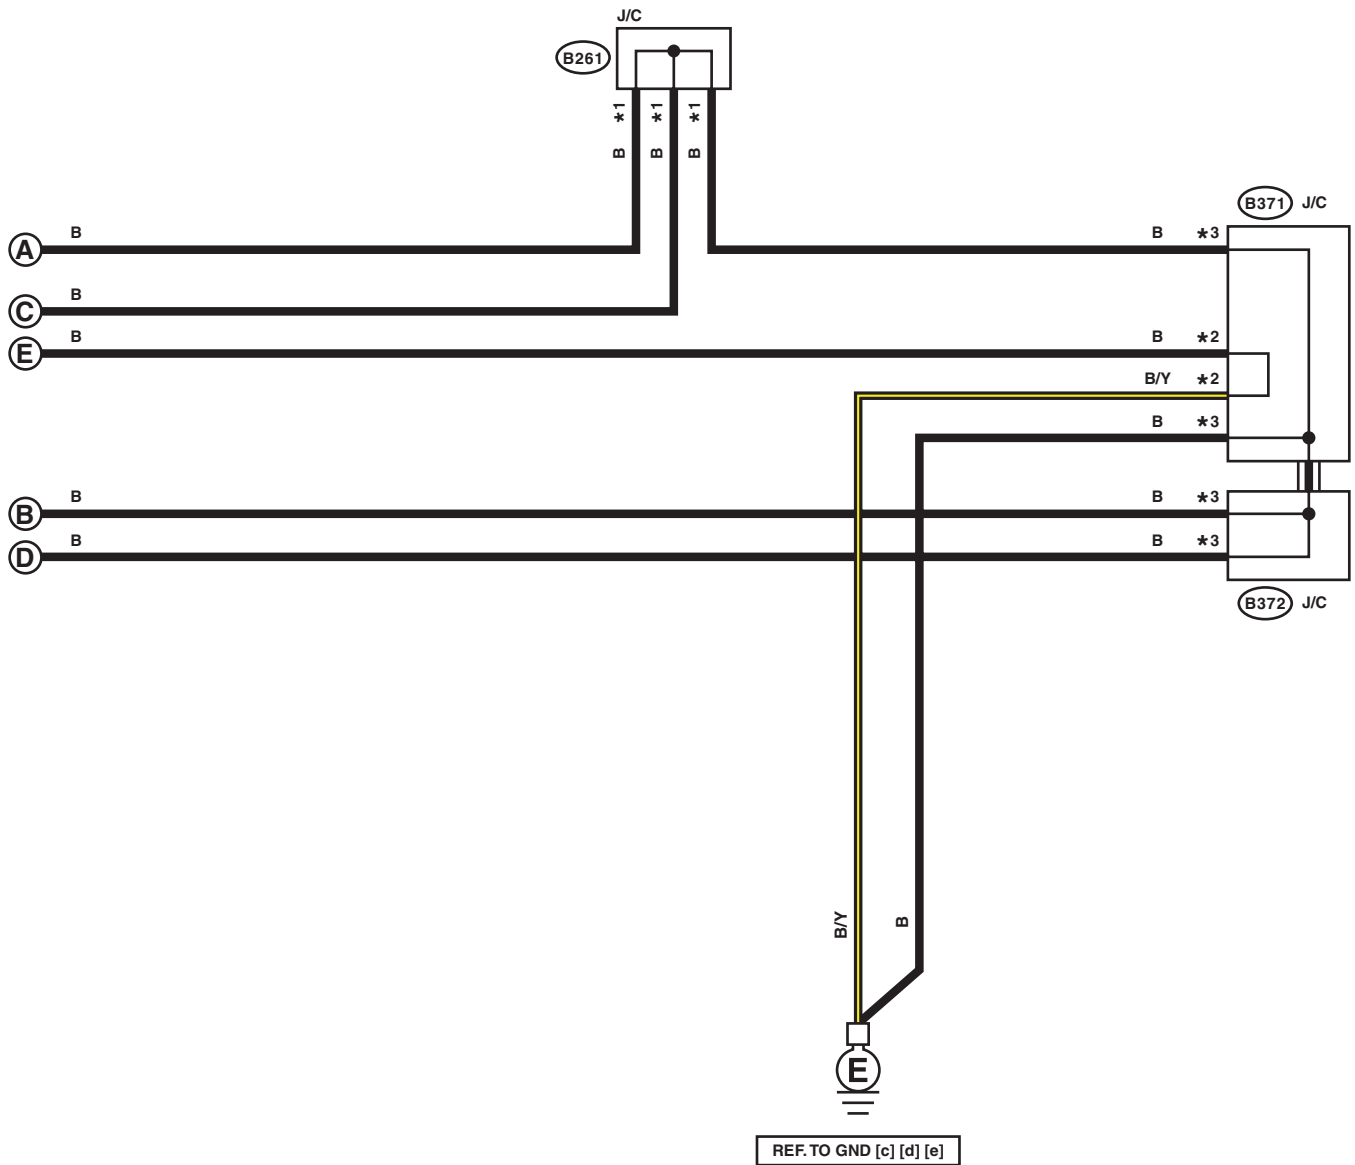 J/C
B261
*1
*1
*1
B
B
B
B371 J/C
A B
B *3
C B
E B
B *2
B/Y *2
B *3
B B
B *3
D B
B *3
B372 J/C
B/Y
B
E
REF. TO GND [c] [d] [e]